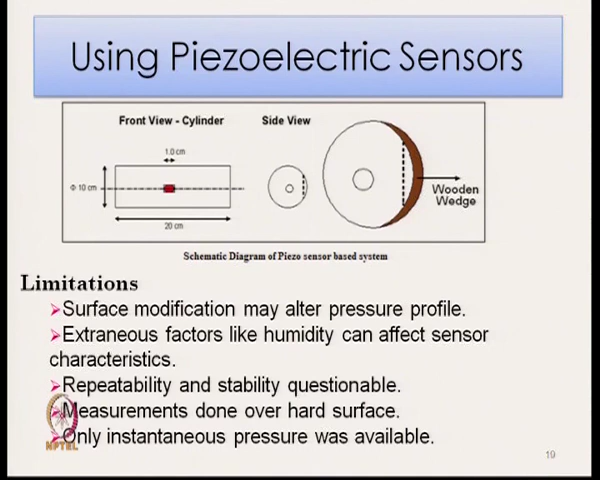 Using Piezoelectric Sensors
Front View - Cylinder
Side View
1.0 cm
Φ 10 cm
20 cm
Wooden
Wedge
Schematic Diagram of Piezo sensor based system
Limitations
➢Surface modification may alter pressure profile.
➢Extraneous factors like humidity can affect sensor
characteristics.
➢Repeatability and stability questionable.
➢Measurements done over hard surface.
➢Only instantaneous pressure was available.
NPTEL
19